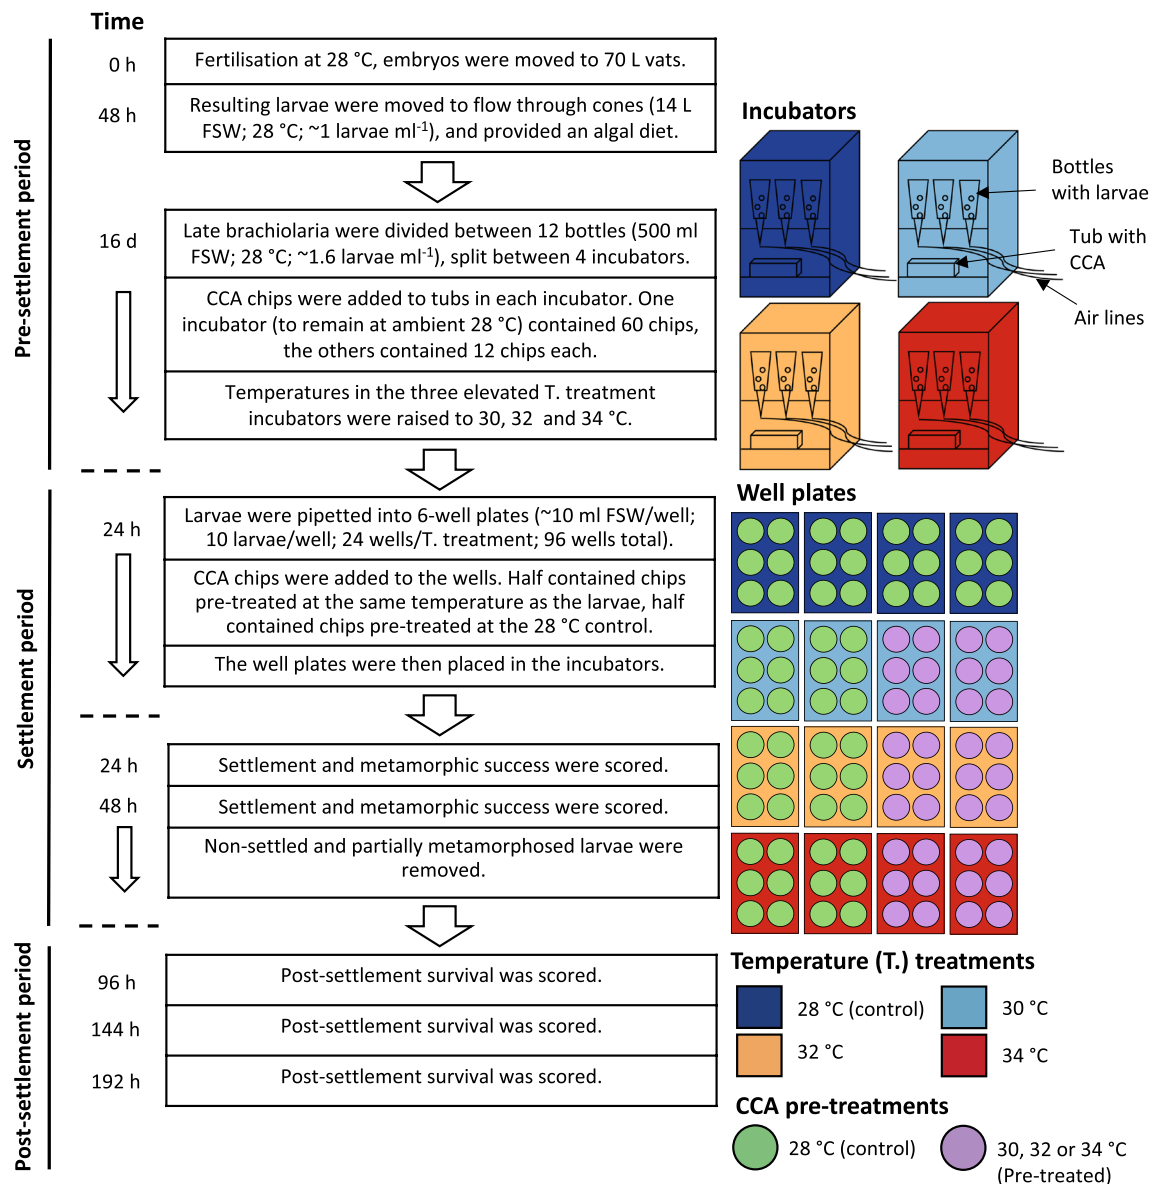 Time
Pre-settlement period
0 h
Fertilisation at 28 °C, embryos were moved to 70 L vats.
48 h
Resulting larvae were moved to flow through cones (14 L
FSW; 28 °C; ~1 larvae ml-1), and provided an algal diet.
16 d
Late brachiolaria were divided between 12 bottles (500 ml
FSW; 28 °C; ~1.6 larvae ml-1), split between 4 incubators.
CCA chips were added to tubs in each incubator. One
incubator (to remain at ambient 28 °C) contained 60 chips,
the others contained 12 chips each.
Temperatures in the three elevated T. treatment
incubators were raised to 30, 32 and 34 °C.
Incubators
Bottles
with larvae
Tub with
CCA
Air lines
Settlement period
24 h
Larvae were pipetted into 6-well plates (~10 ml FSW/well;
10 larvae/well; 24 wells/T. treatment; 96 wells total).
CCA chips were added to the wells. Half contained chips
pre-treated at the same temperature as the larvae, half
contained chips pre-treated at the 28 °C control.
The well plates were then placed in the incubators.
24 h
Settlement and metamorphic success were scored.
48 h
Settlement and metamorphic success were scored.
Non-settled and partially metamorphosed larvae were
removed.
Well plates
Post-settlement period
96 h
Post-settlement survival was scored.
144 h
Post-settlement survival was scored.
192 h
Post-settlement survival was scored.
Temperature (T.) treatments
28 °C (control)
30 °C
32 °C
34 °C
CCA pre-treatments
28 °C (control)
30, 32 or 34 °C
(Pre-treated)